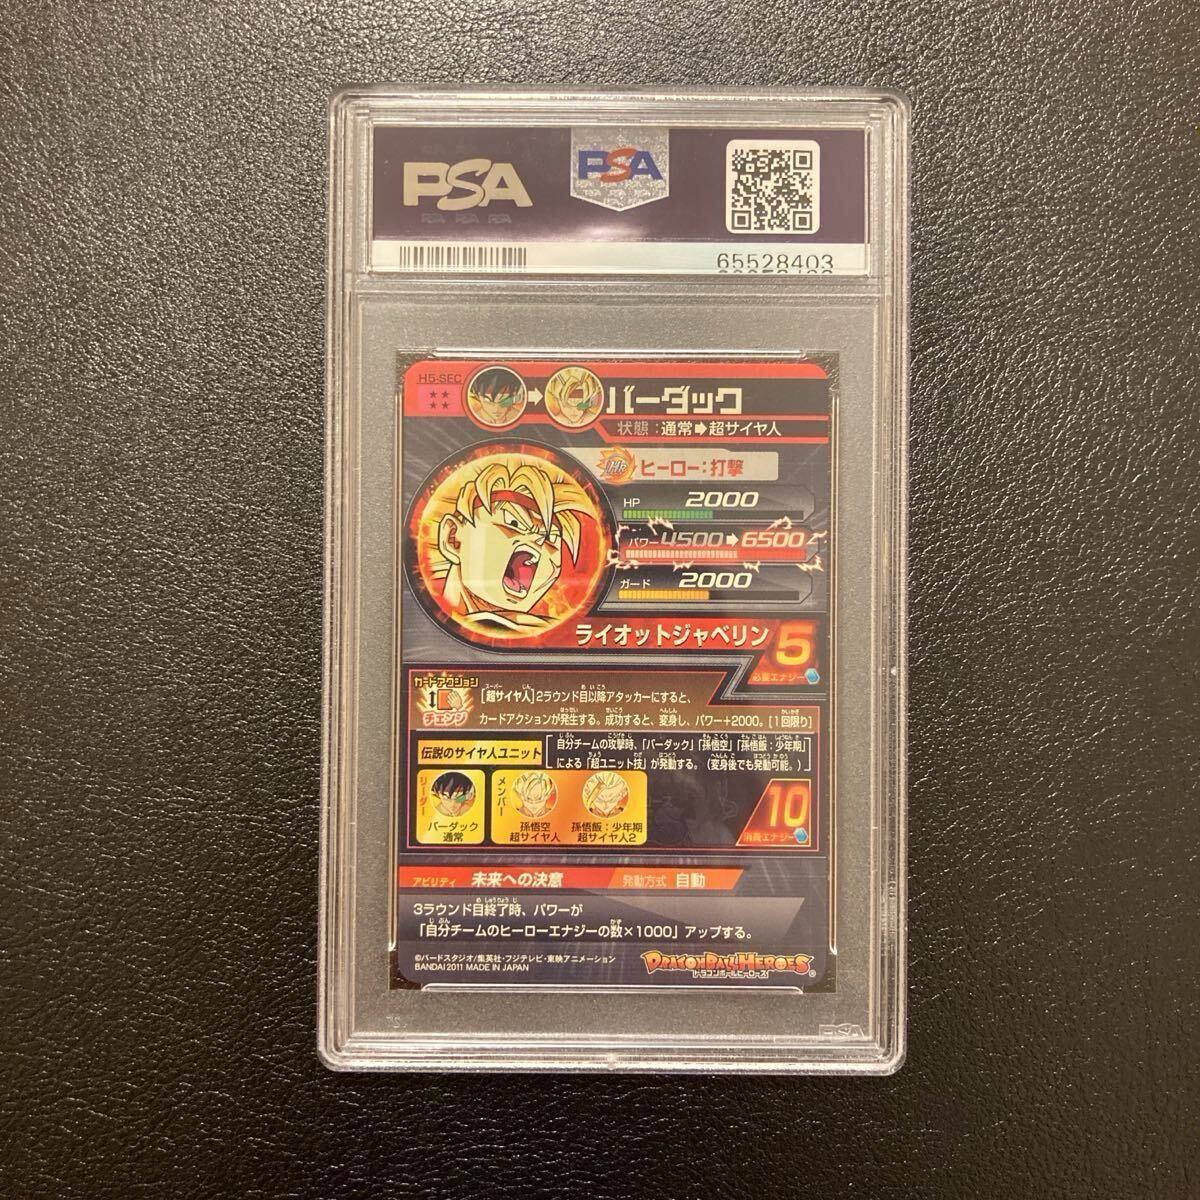 PSA
PSA
PSA PSA PSA
65528403
H5-SEC
バーダック
状態：通常➡超サイヤ人
HR ヒーロー：打撃
HP 2000
パワー 4500➡6500
ガード 2000
ライオットジャベリン 5
必要エナジー
カードアクション
チェンジ
[超サイヤ人]2ラウンド目以降アタッカーにすると、
カードアクションが発生する。成功すると、変身し、パワー+2000。[1回限り]
伝説のサイヤ人ユニット
自分チームの攻撃時、「バーダック」「孫悟空」「孫悟飯：少年期」
による「超ユニット技」が発動する。（変身後でも発動可能。）
リーダー
バーダック
通常
メンバー
孫悟空
超サイヤ人
孫悟飯：少年期
超サイヤ人2
10
消費エナジー
アビリティ 未来への決意 発動方式 自動
3ラウンド目終了時、パワーが
「自分チームのヒーローエナジーの数×1000」アップする。
©バードスタジオ/集英社・フジテレビ・東映アニメーション
BANDAI 2011 MADE IN JAPAN
DRAGONBALL HEROES
ドラゴンボールヒーローズ
PSA